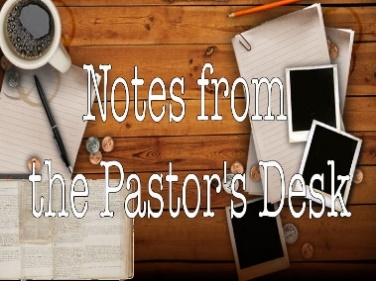 Notes from
the Pastor's Desk